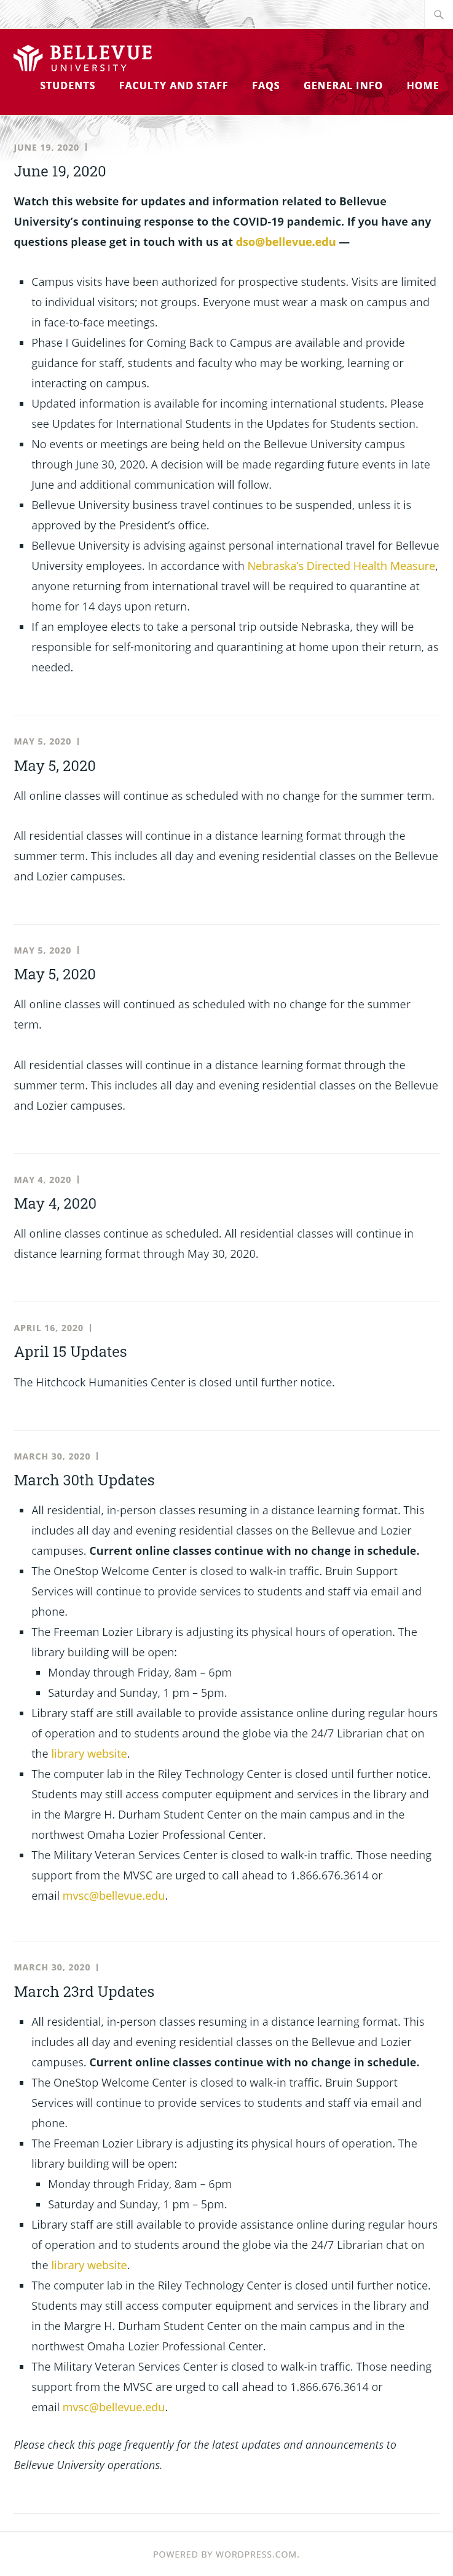 BELLEVUE
UNIVERSITY
STUDENTS FACULTY AND STAFF FAQS GENERAL INFO HOME
JUNE 19, 2020 |
June 19, 2020
Watch this website for updates and information related to Bellevue
University’s continuing response to the COVID-19 pandemic. If you have any
questions please get in touch with us at dso@bellevue.edu —
Campus visits have been authorized for prospective students. Visits are limited
to individual visitors; not groups. Everyone must wear a mask on campus and
in face-to-face meetings.
Phase I Guidelines for Coming Back to Campus are available and provide
guidance for staff, students and faculty who may be working, learning or
interacting on campus.
Updated information is available for incoming international students. Please
see Updates for International Students in the Updates for Students section.
No events or meetings are being held on the Bellevue University campus
through June 30, 2020. A decision will be made regarding future events in late
June and additional communication will follow.
Bellevue University business travel continues to be suspended, unless it is
approved by the President’s office.
Bellevue University is advising against personal international travel for Bellevue
University employees. In accordance with Nebraska’s Directed Health Measure,
anyone returning from international travel will be required to quarantine at
home for 14 days upon return.
If an employee elects to take a personal trip outside Nebraska, they will be
responsible for self-monitoring and quarantining at home upon their return, as
needed.
MAY 5, 2020 |
May 5, 2020
All online classes will continue as scheduled with no change for the summer term.
All residential classes will continue in a distance learning format through the
summer term. This includes all day and evening residential classes on the Bellevue
and Lozier campuses.
MAY 5, 2020 |
May 5, 2020
All online classes will continued as scheduled with no change for the summer
term.
All residential classes will continue in a distance learning format through the
summer term. This includes all day and evening residential classes on the Bellevue
and Lozier campuses.
MAY 4, 2020 |
May 4, 2020
All online classes continue as scheduled. All residential classes will continue in
distance learning format through May 30, 2020.
APRIL 16, 2020 |
April 15 Updates
The Hitchcock Humanities Center is closed until further notice.
MARCH 30, 2020 |
March 30th Updates
All residential, in-person classes resuming in a distance learning format. This
includes all day and evening residential classes on the Bellevue and Lozier
campuses. Current online classes continue with no change in schedule.
The OneStop Welcome Center is closed to walk-in traffic. Bruin Support
Services will continue to provide services to students and staff via email and
phone.
The Freeman Lozier Library is adjusting its physical hours of operation. The
library building will be open:
Monday through Friday, 8am – 6pm
Saturday and Sunday, 1 pm – 5pm.
Library staff are still available to provide assistance online during regular hours
of operation and to students around the globe via the 24/7 Librarian chat on
the library website.
The computer lab in the Riley Technology Center is closed until further notice.
Students may still access computer equipment and services in the library and
in the Margre H. Durham Student Center on the main campus and in the
northwest Omaha Lozier Professional Center.
The Military Veteran Services Center is closed to walk-in traffic. Those needing
support from the MVSC are urged to call ahead to 1.866.676.3614 or
email mvsc@bellevue.edu.
MARCH 30, 2020 |
March 23rd Updates
All residential, in-person classes resuming in a distance learning format. This
includes all day and evening residential classes on the Bellevue and Lozier
campuses. Current online classes continue with no change in schedule.
The OneStop Welcome Center is closed to walk-in traffic. Bruin Support
Services will continue to provide services to students and staff via email and
phone.
The Freeman Lozier Library is adjusting its physical hours of operation. The
library building will be open:
Monday through Friday, 8am – 6pm
Saturday and Sunday, 1 pm – 5pm.
Library staff are still available to provide assistance online during regular hours
of operation and to students around the globe via the 24/7 Librarian chat on
the library website.
The computer lab in the Riley Technology Center is closed until further notice.
Students may still access computer equipment and services in the library and
in the Margre H. Durham Student Center on the main campus and in the
northwest Omaha Lozier Professional Center.
The Military Veteran Services Center is closed to walk-in traffic. Those needing
support from the MVSC are urged to call ahead to 1.866.676.3614 or
email mvsc@bellevue.edu.
Please check this page frequently for the latest updates and announcements to
Bellevue University operations.
POWERED BY WORDPRESS.COM.